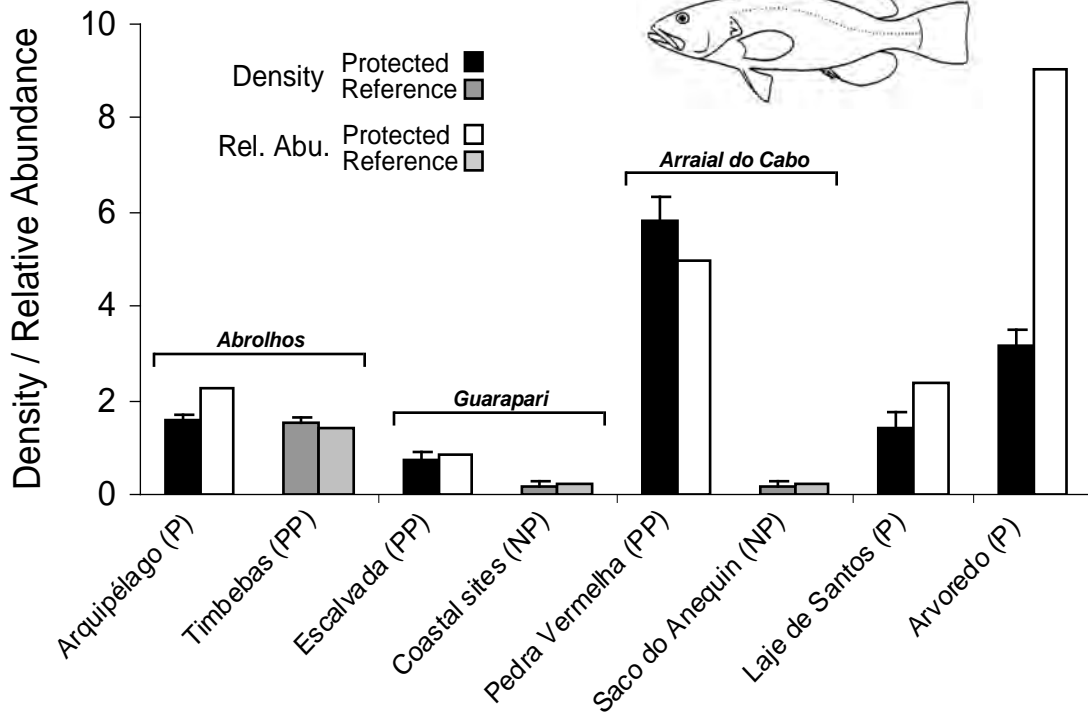 Density / Relative Abundance
10
8
6
4
2
0
Density Protected
Reference
Rel. Abu. Protected
Reference
Abrolhos
Guarapari
Arraial do Cabo
Arquipélago (P)
Timbebas (PP)
Escalvada (PP)
Coastal sites (NP)
Pedra Vermelha (PP)
Saco do Anequin (NP)
Laje de Santos (P)
Arvoredo (P)